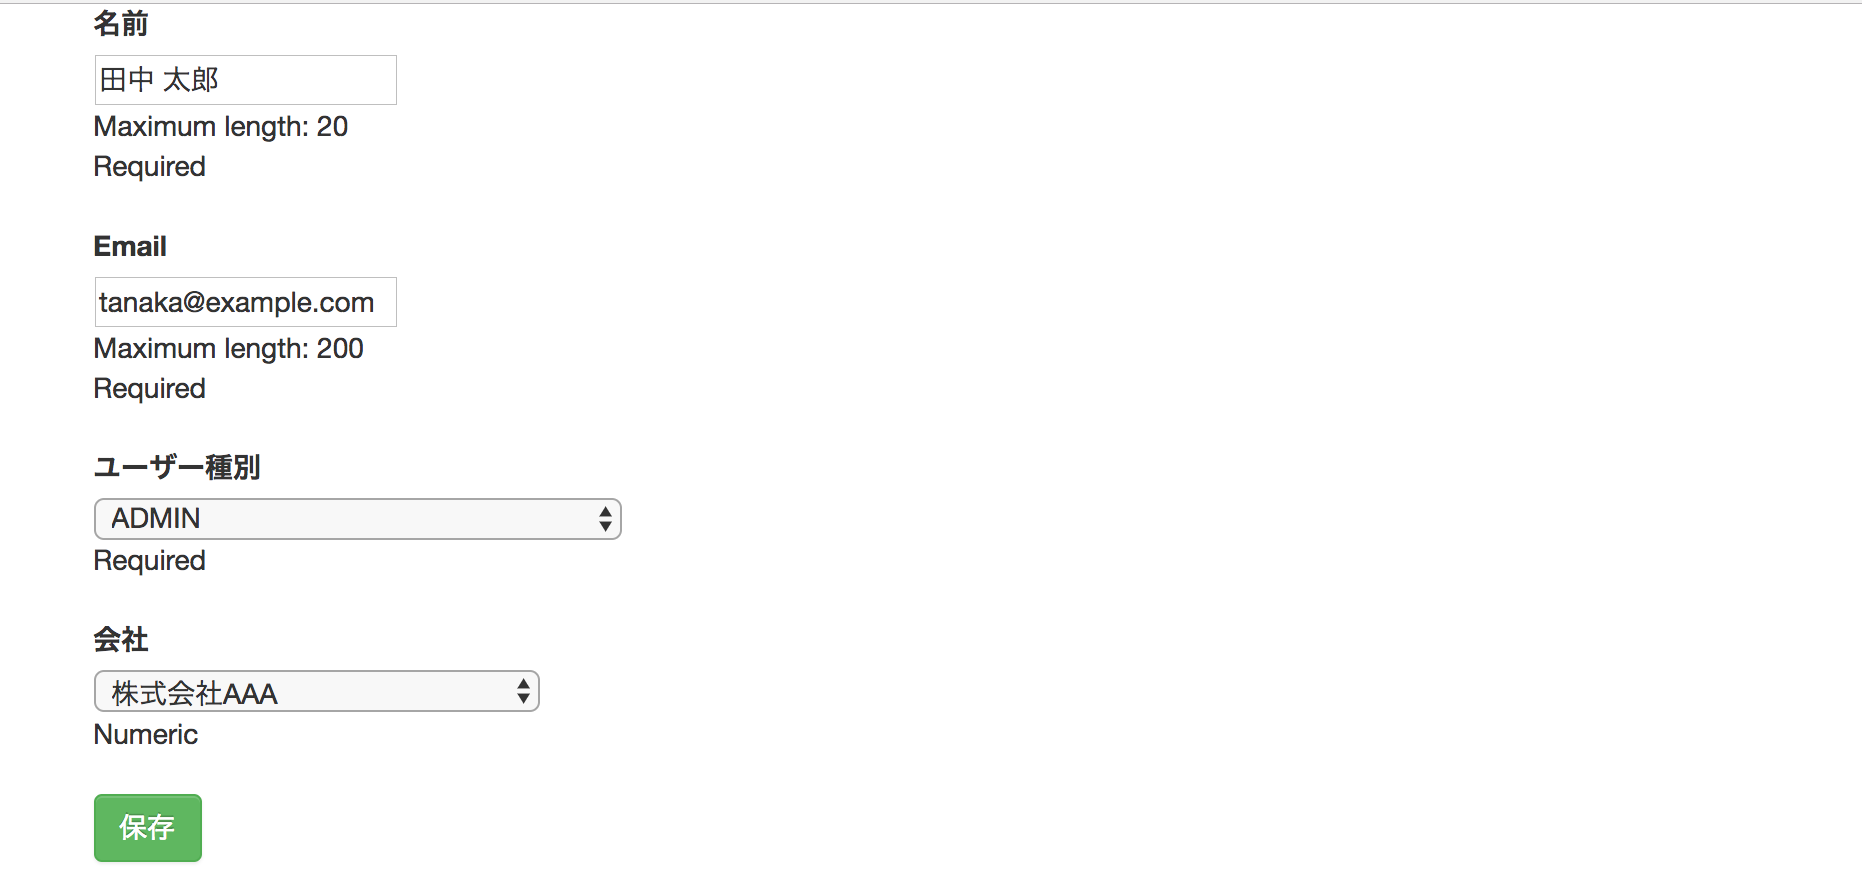 名前
田中 太郎
Maximum length: 20
Required
Email
tanaka@example.com
Maximum length: 200
Required
ユーザー種別
ADMIN
Required
会社
株式会社AAA
Numeric
保存